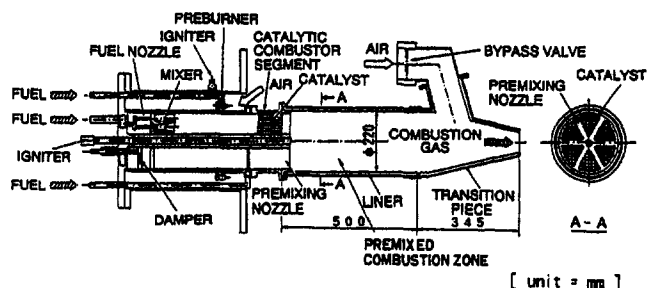 PREBURNER
IGNITER
FUEL NOZZLE
MIXER
CATALYTIC
COMBUSTOR
SEGMENT
AIR
CATALYST
AIR
BYPASS VALVE
PREMIXING
NOZZLE
CATALYST
FUEL
FUEL
IGNITER
FUEL
DAMPER
A
A
φ220
COMBUSTION
GAS
PREMIXING
NOZZLE
LINER
TRANSITION
PIECE
500
345
PREMIXED
COMBUSTION ZONE
A-A
[ unit = mm ]